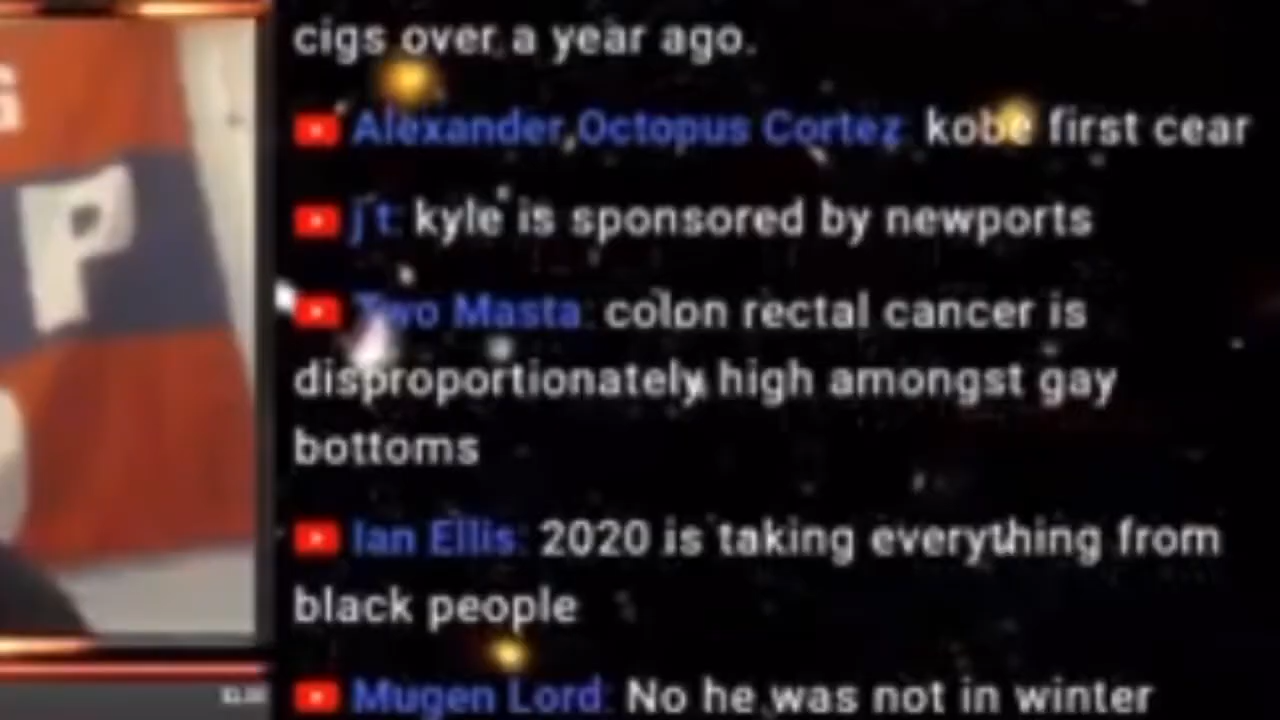 cigs over a year ago.
Alexander Octopus Cortez: kobe first cear
j t: kyle is sponsored by newports
Two Masta: colon rectal cancer is
disproportionately high amongst gay
bottoms
Ian Ellis: 2020 is taking everything from
black people
Mugen Lord: No he was not in winter
G
P